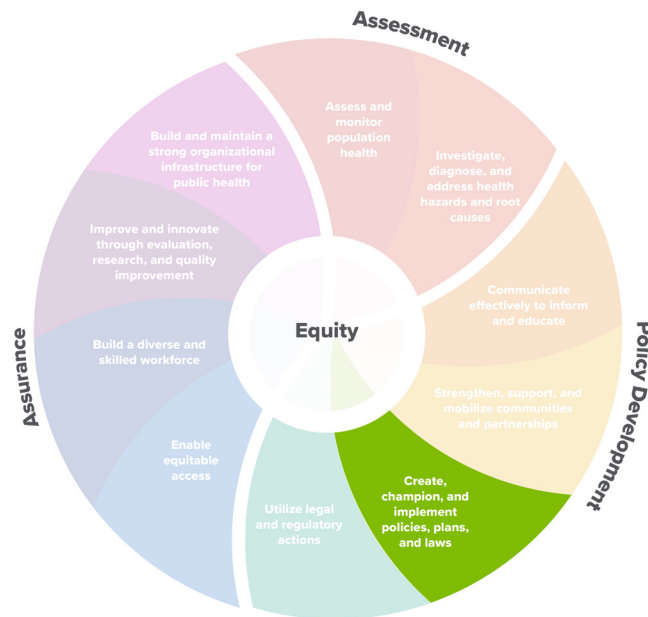 Assessment
Assess and
monitor
population
health
Investigate,
diagnose, and
address health
hazards and root
causes
Communicate
effectively to inform
and educate
Strengthen, support, and
mobilize communities
and partnerships
Policy Development
Create,
champion, and
implement
policies, plans,
and laws
Utilize legal
and regulatory
actions
Enable
equitable
access
Build a diverse and
skilled workforce
Improve and innovate
through evaluation,
research, and quality
improvement
Build and maintain a
strong organizational
infrastructure for
public health
Assurance
Equity